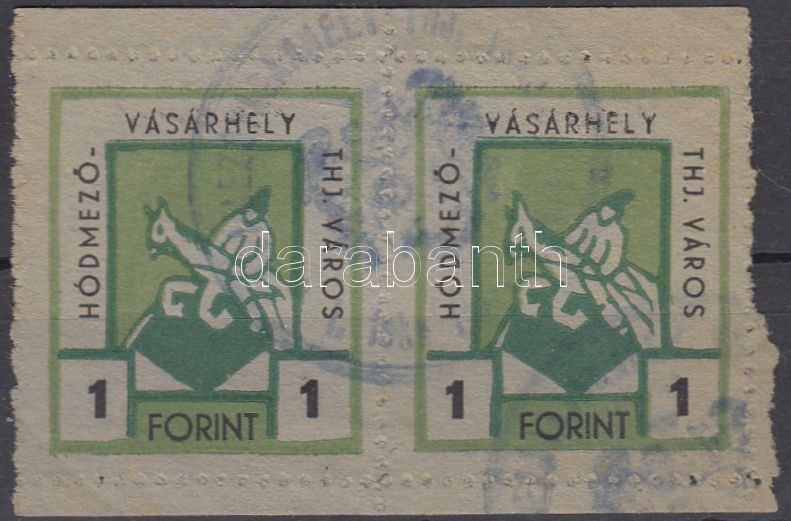 HÓDMEZŐ-
VÁSÁRHELY
THJ. VÁROS
1 FORINT 1
HÓDMEZŐ-
VÁSÁRHELY
THJ. VÁROS
1 FORINT 1
darabanth